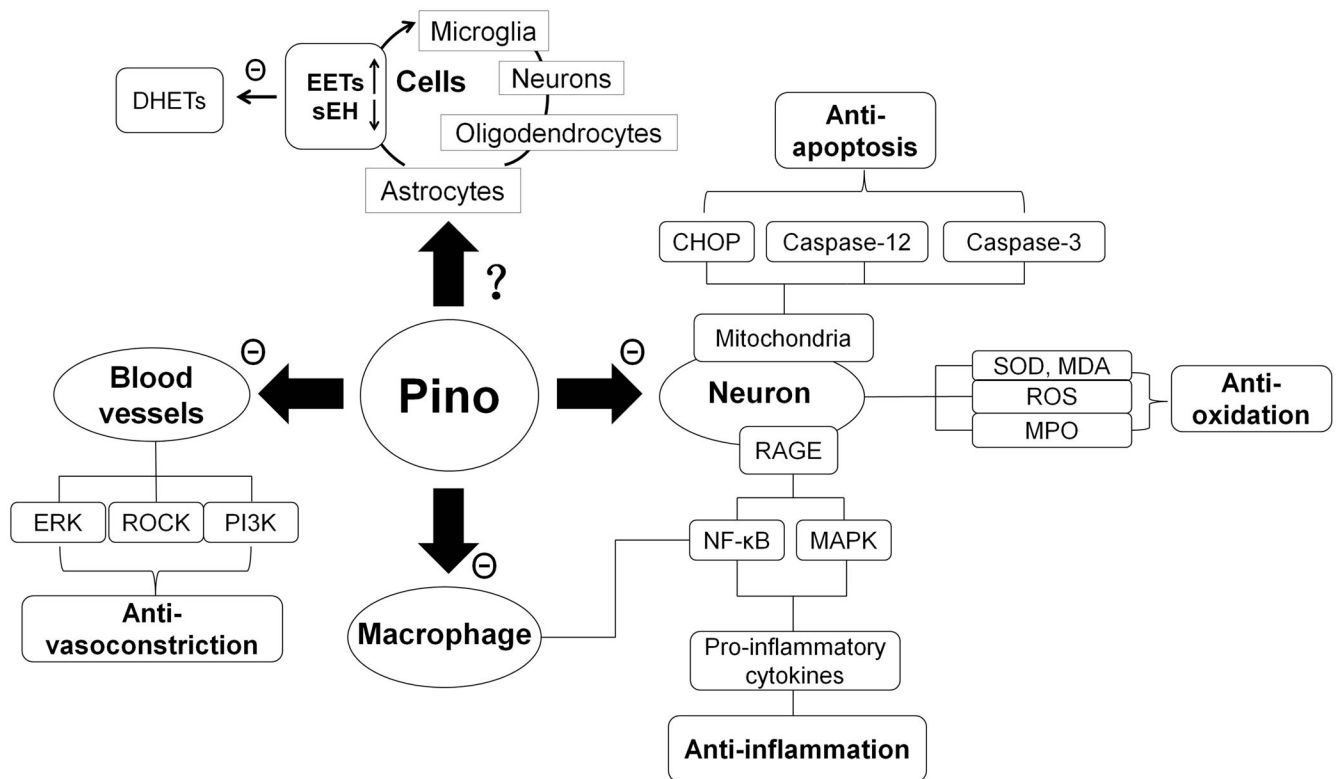 Microglia
Neurons
Oligodendrocytes
Astrocytes
EETs
sEH
Cells
DHETs
Θ
?
Anti-
apoptosis
CHOP
Caspase-12
Caspase-3
Mitochondria
Neuron
RAGE
Θ
Pino
Θ
Blood
vessels
SOD, MDA
ROS
MPO
Anti-
oxidation
ERK
ROCK
PI3K
Anti-
vasoconstriction
Θ
Macrophage
NF-κB
MAPK
Pro-inflammatory
cytokines
Anti-inflammation